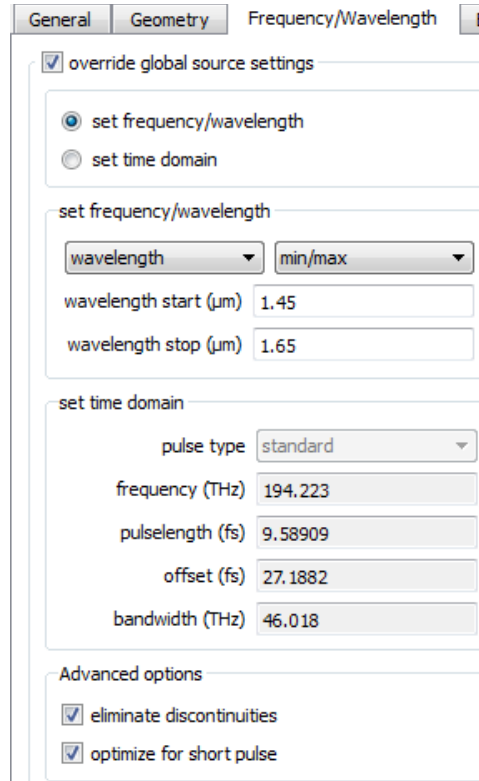 General Geometry Frequency/Wavelength
override global source settings
set frequency/wavelength
set time domain
set frequency/wavelength
wavelength min/max
wavelength start (µm) 1.45
wavelength stop (µm) 1.65
set time domain
pulse type standard
frequency (THz) 194.223
pulselength (fs) 9.58909
offset (fs) 27.1882
bandwidth (THz) 46.018
Advanced options
eliminate discontinuities
optimize for short pulse